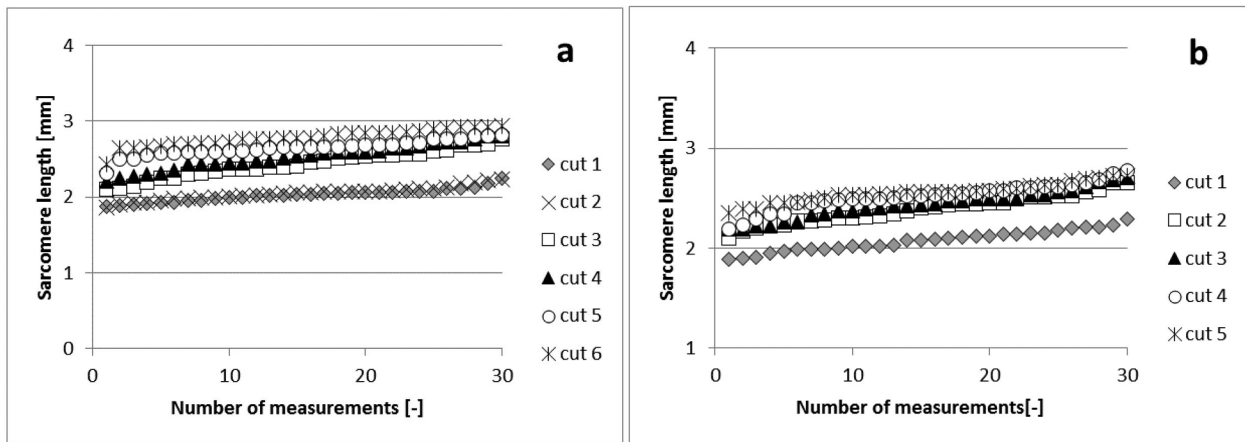 a
Sarcomere length [mm]
4
3
2
1
0
0 10 20 30
Number of measurements [-]
cut 1
cut 2
cut 3
cut 4
cut 5
cut 6
b
Sarcomere length [mm]
4
3
2
1
0 10 20 30
Number of measurements[-]
cut 1
cut 2
cut 3
cut 4
cut 5